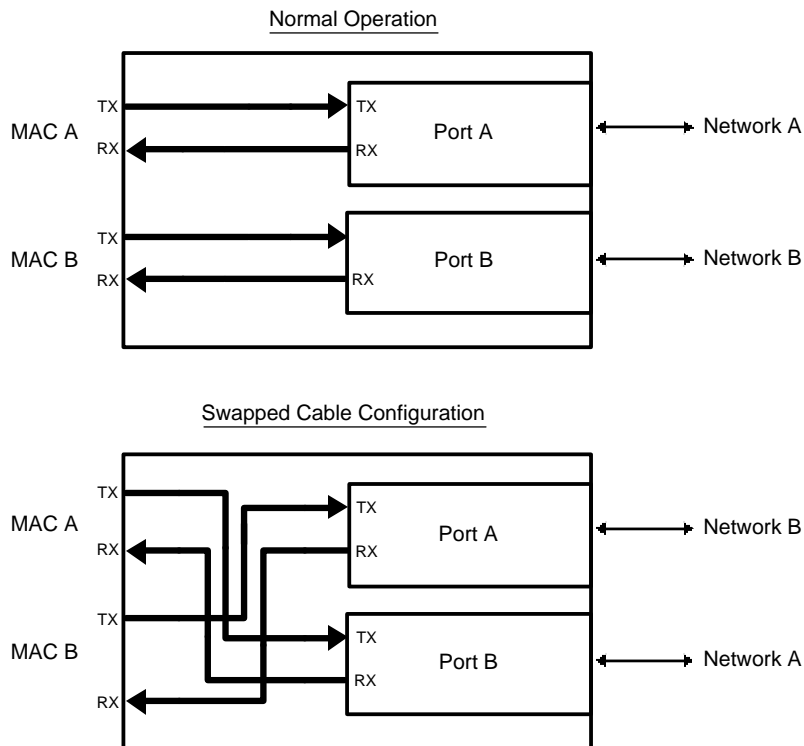 Normal Operation
TX
TX
MAC A
Port A
Network A
RX
RX
TX
MAC B
Port B
Network B
RX
RX
Swapped Cable Configuration
TX
TX
MAC A
Port A
Network B
RX
RX
TX
TX
MAC B
Port B
Network A
RX
RX